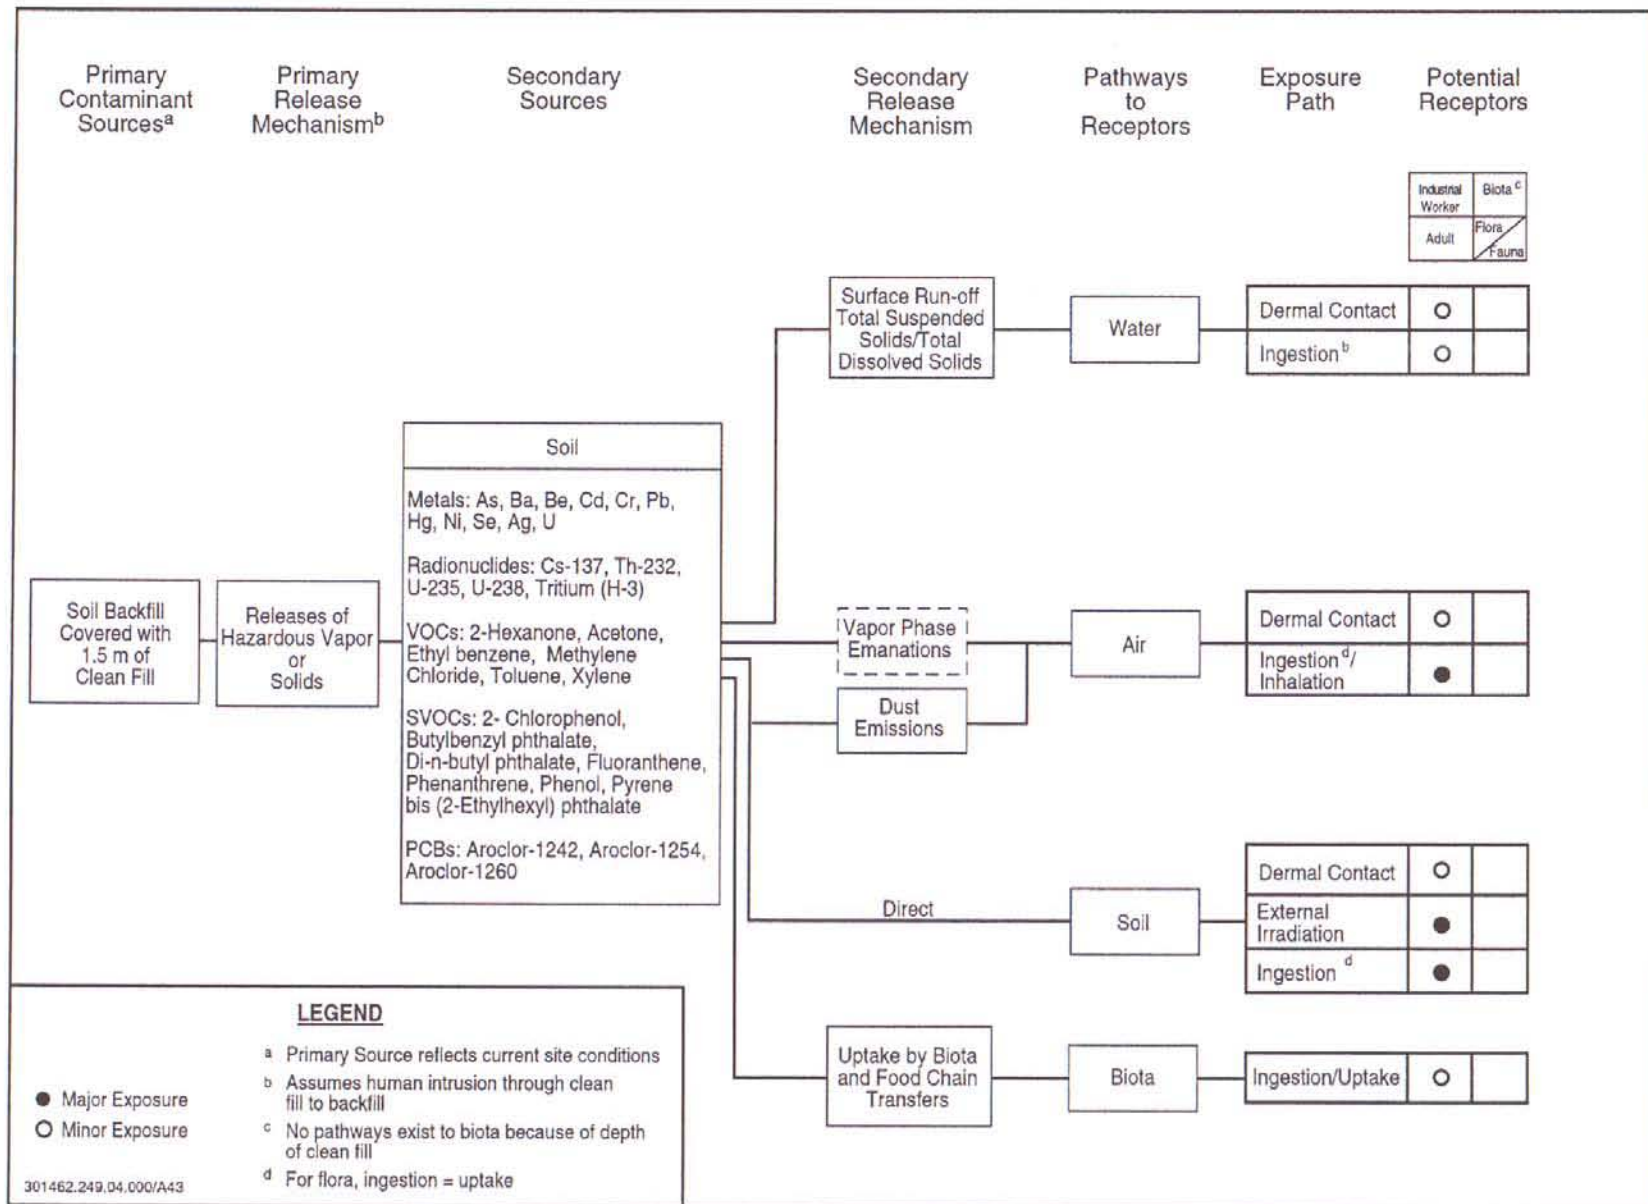 Primary
Contaminant
Sources a
Primary
Release
Mechanism b
Secondary
Sources
Secondary
Release
Mechanism
Pathways
to
Receptors
Exposure
Path
Potential
Receptors
Industrial
Worker
Biota c
Adult
Flora
Fauna
Soil Backfill
Covered with
1.5 m of
Clean Fill
Releases of
Hazardous Vapor
or
Solids
Soil
Metals: As, Ba, Be, Cd, Cr, Pb,
Hg, Ni, Se, Ag, U
Radionuclides: Cs-137, Th-232,
U-235, U-238, Tritium (H-3)
VOCs: 2-Hexanone, Acetone,
Ethyl benzene, Methylene
Chloride, Toluene, Xylene
SVOCs: 2- Chlorophenol,
Butylbenzyl phthalate,
Di-n-butyl phthalate, Fluoranthene,
Phenanthrene, Phenol, Pyrene
bis (2-Ethylhexyl) phthalate
PCBs: Aroclor-1242, Aroclor-1254,
Aroclor-1260
Surface Run-off
Total Suspended
Solids/Total
Dissolved Solids
Water
Dermal Contact
Ingestion b
Vapor Phase
Emanations
Dust
Emissions
Air
Dermal Contact
Ingestion d/
Inhalation
Direct
Soil
Dermal Contact
External
Irradiation
Ingestion d
Uptake by Biota
and Food Chain
Transfers
Biota
Ingestion/Uptake
LEGEND
Major Exposure
Minor Exposure
a Primary Source reflects current site conditions
b Assumes human intrusion through clean
fill to backfill
c No pathways exist to biota because of depth
of clean fill
d For flora, ingestion = uptake
301462.249.04.000/A43